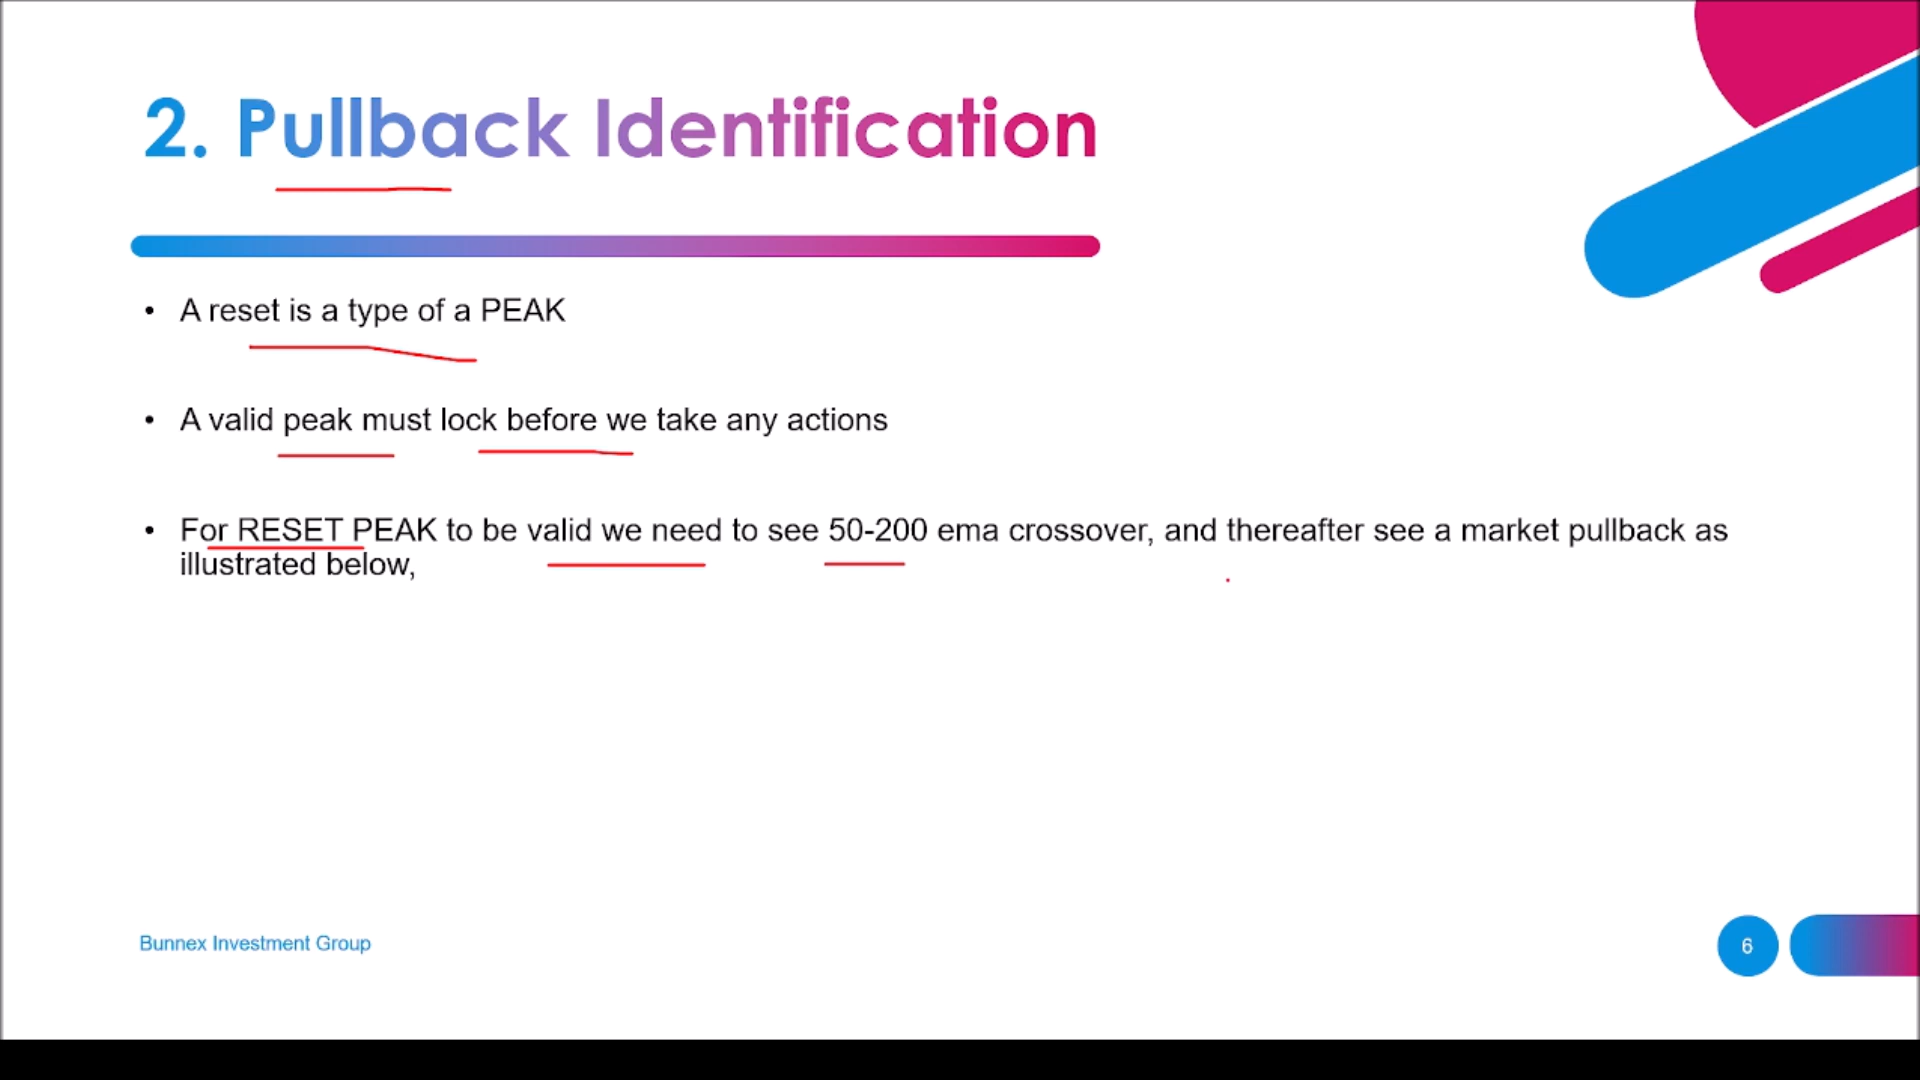 2. Pullback Identification
• A reset is a type of a PEAK
• A valid peak must lock before we take any actions
• For RESET PEAK to be valid we need to see 50-200 ema crossover, and thereafter see a market pullback as
illustrated below,
Bunnex Investment Group
6